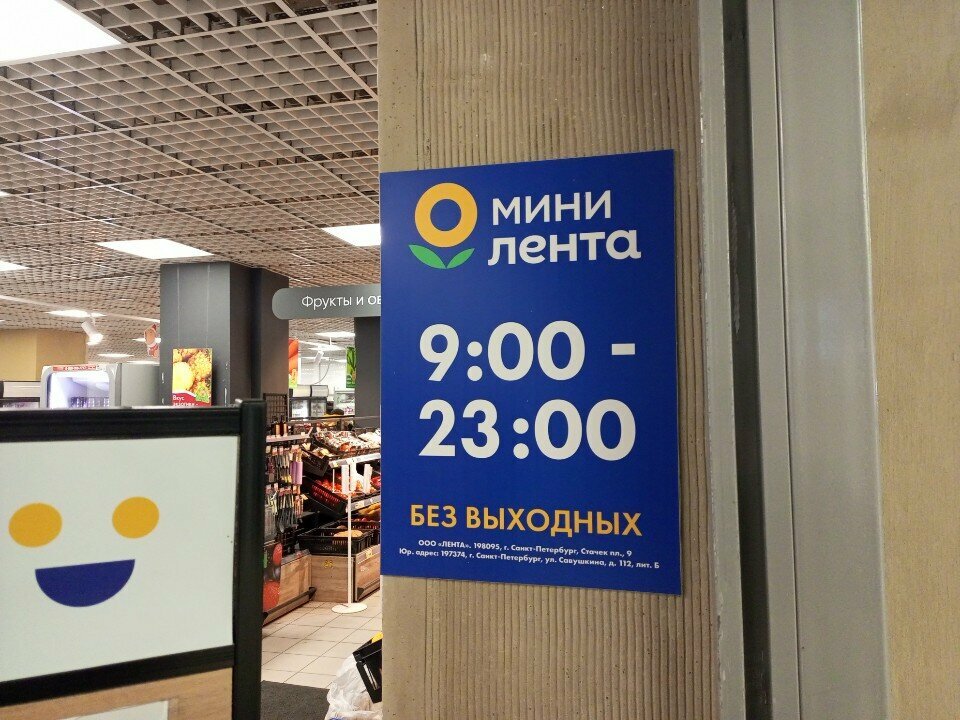 МИНИ
лента
9:00 -
23:00
БЕЗ ВЫХОДНЫХ
ООО «ЛЕНТА». 198095, г. Санкт-Петербург, Стачек пл., 9
Юр. адрес: 197374, г. Санкт-Петербург, ул. Савушкина, д. 112, лит. Б
Фрукты и ов
Вкус